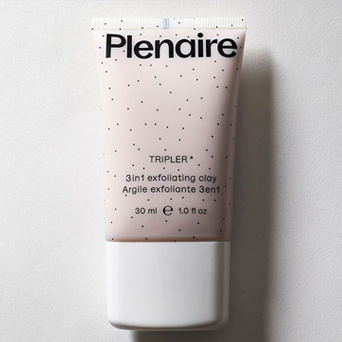 Plenaire
TRIPLER*
3in1 exfoliating clay
Argile exfoliante 3en1
30 ml ℮ 1.0 fl oz